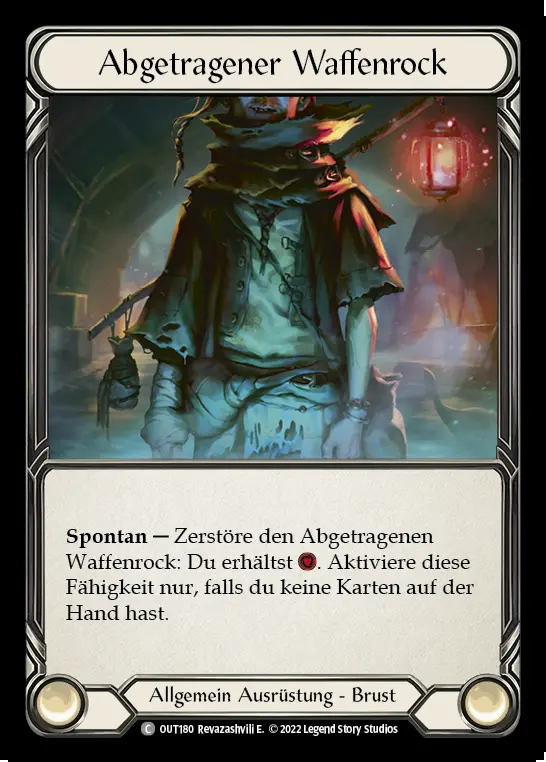 Abgetragener Waffenrock
Spontan — Zerstöre den Abgetragenen
Waffenrock: Du erhältst . Aktiviere diese
Fähigkeit nur, falls du keine Karten auf der
Hand hast.
Allgemein Ausrüstung - Brust
C OUT180 Revazashvili E. © 2022 Legend Story Studios